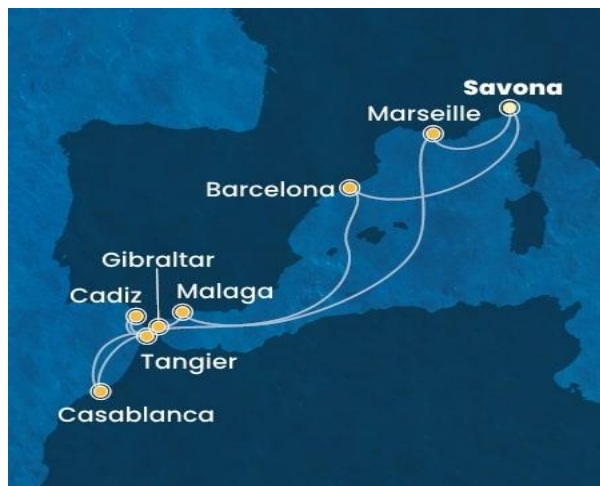 Savona
Marseille
Barcelona
Gibraltar
Cadiz
Malaga
Tangier
Casablanca